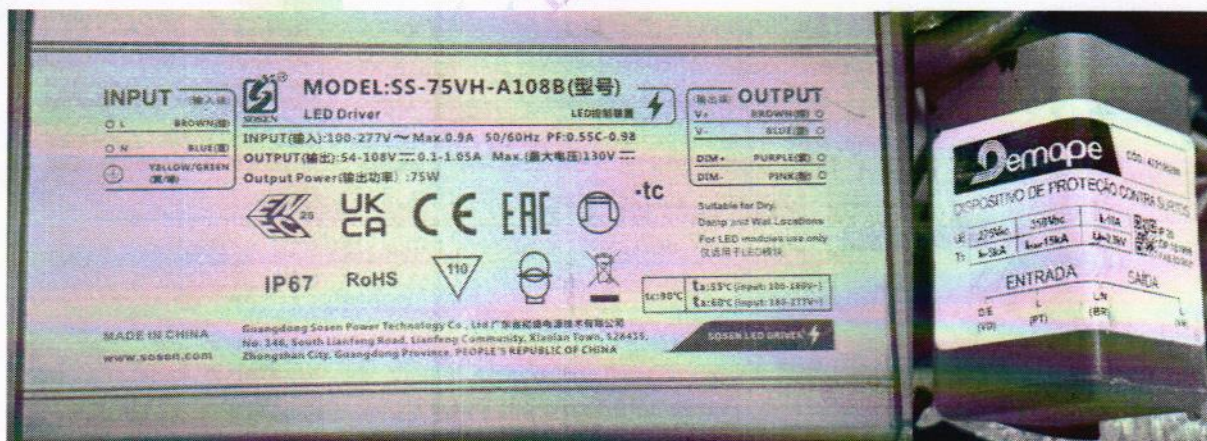 INPUT (输入端)
L BROWN(棕)
N BLUE(蓝)
YELLOW/GREEN
(黄/绿)
SOSEN
MODEL:SS-75VH-A108B(型号)
LED Driver LED控制装置
INPUT(输入):100-277V~Max.0.9A 50/60Hz PF:0.55C-0.98
OUTPUT(输出):54-108V⎓0.1-1.05A Max.(最大电压)130V⎓
Output Power(输出功率):75W
UK
CA
CE
EAC
-tc
IP67
RoHS
110
(输出端) OUTPUT
V+ BROWN(棕)
V- BLUE(蓝)
DIM+ PURPLE(紫)
DIM- PINK(粉)
Suitable for Dry,
Damp and Wet Locations
For LED modules use only
仅适用于LED模块
tc:90℃
ta:55℃(input: 100-180V~)
ta:60℃(input: 180-277V~)
MADE IN CHINA
www.sosen.com
Guangdong Sosen Power Technology Co., Ltd广东省崧盛电源技术有限公司
No. 346, South Lianfeng Road, Lianfeng Community, Xiaolan Town, 528415,
Zhongshan City, Guangdong Province, PEOPLE'S REPUBLIC OF CHINA
SOSEN LED DRIVER
Demape
DISPOSITIVO DE PROTEÇÃO CONTRA SURTOS
275Vac
ENTRADA SAÍDA
L
(PT)
L/N
(BR)
L